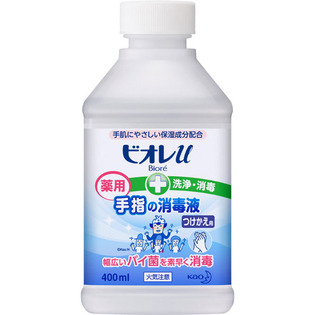 手肌にやさしい保湿成分配合
ビオレu
Bioré
薬用
洗浄・消毒
手指の消毒液
つけかえ用
幅広いバイ菌を素早く消毒
400ml
火気注意
KAO